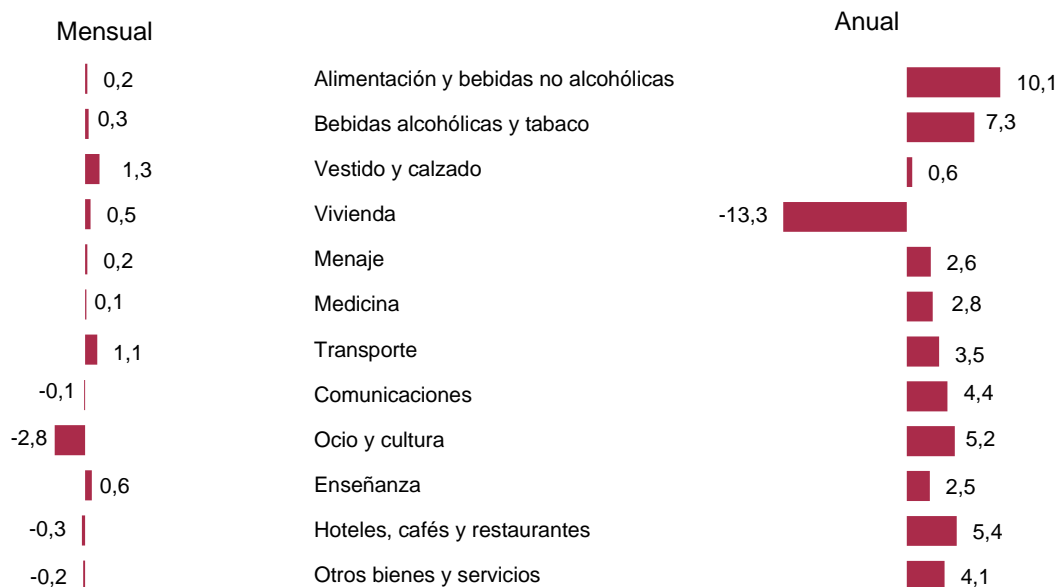 Mensual Anual
0,2 Alimentación y bebidas no alcohólicas 10,1
0,3 Bebidas alcohólicas y tabaco 7,3
1,3 Vestido y calzado 0,6
0,5 Vivienda -13,3
0,2 Menaje 2,6
0,1 Medicina 2,8
1,1 Transporte 3,5
-0,1 Comunicaciones 4,4
-2,8 Ocio y cultura 5,2
0,6 Enseñanza 2,5
-0,3 Hoteles, cafés y restaurantes 5,4
-0,2 Otros bienes y servicios 4,1